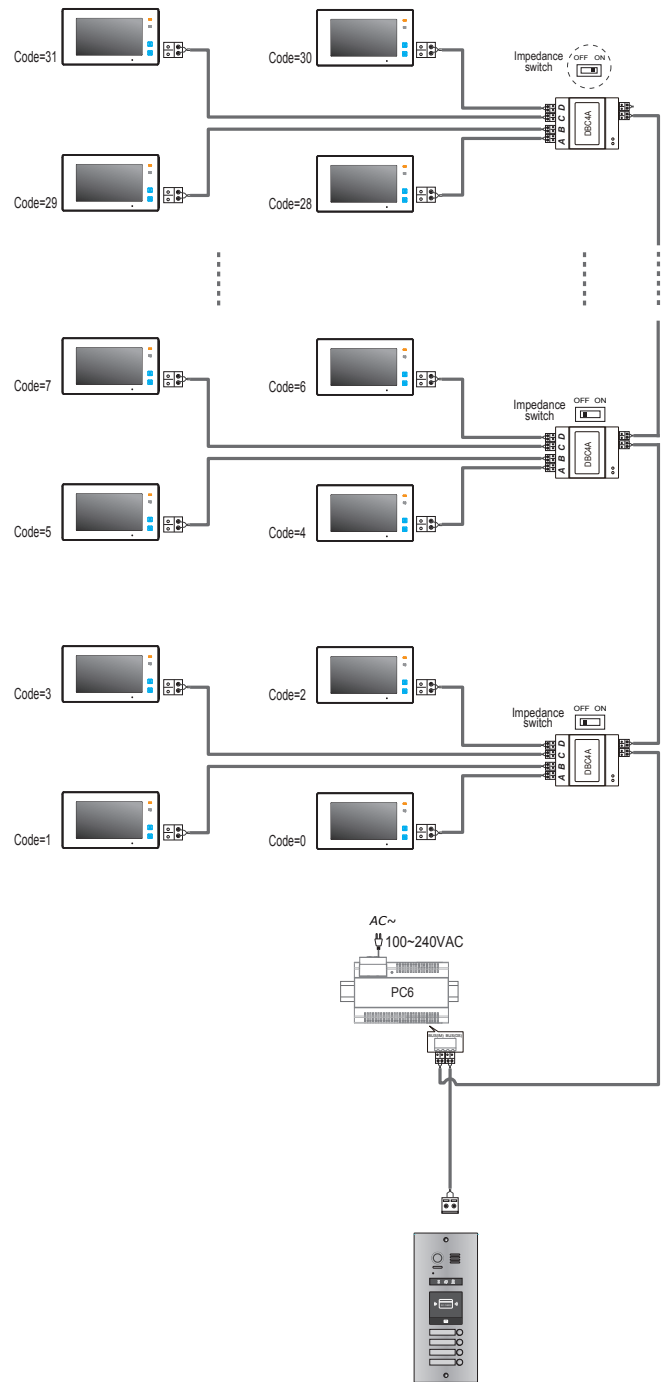 Code=31
Code=30
Impedance
switch
OFF ON
A B C D
DBC4A
Code=29
Code=28
Code=7
Code=6
Impedance
switch
OFF ON
A B C D
DBC4A
Code=5
Code=4
Code=3
Code=2
Impedance
switch
OFF ON
A B C D
DBC4A
Code=1
Code=0
AC~
100~240VAC
PC6